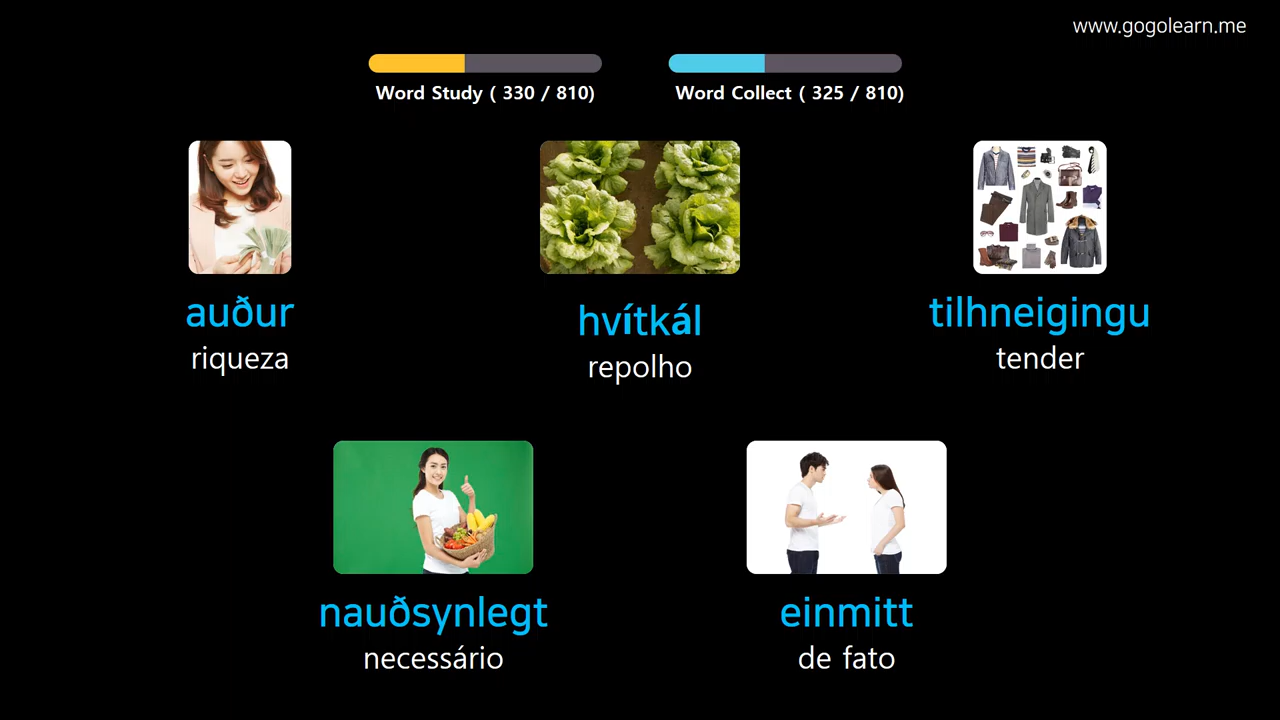 www.gogolearn.me
Word Study ( 330 / 810)
Word Collect ( 325 / 810)
auður
riqueza
hvítkál
repolho
tilhneigingu
tender
nauðsynlegt
necessário
einmitt
de fato